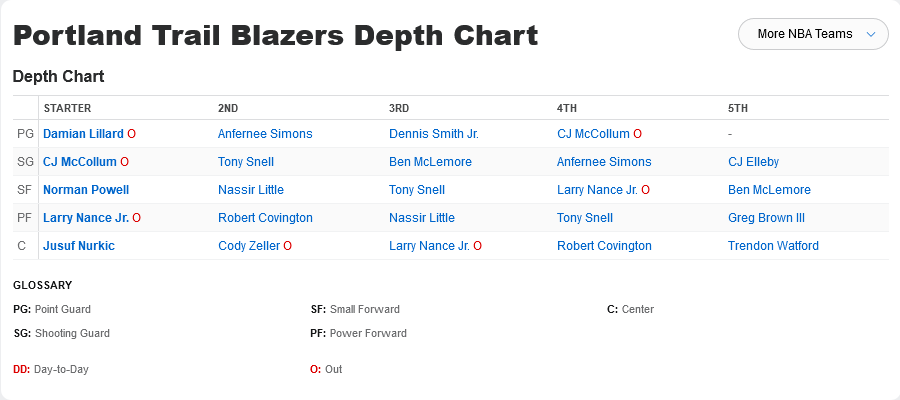 Portland Trail Blazers Depth Chart
More NBA Teams
Depth Chart
STARTER 2ND 3RD 4TH 5TH
PG Damian Lillard O Anfernee Simons Dennis Smith Jr. CJ McCollum O -
SG CJ McCollum O Tony Snell Ben McLemore Anfernee Simons CJ Elleby
SF Norman Powell Nassir Little Tony Snell Larry Nance Jr. O Ben McLemore
PF Larry Nance Jr. O Robert Covington Nassir Little Tony Snell Greg Brown III
C Jusuf Nurkic Cody Zeller O Larry Nance Jr. O Robert Covington Trendon Watford
GLOSSARY
PG: Point Guard SF: Small Forward C: Center
SG: Shooting Guard PF: Power Forward
DD: Day-to-Day O: Out